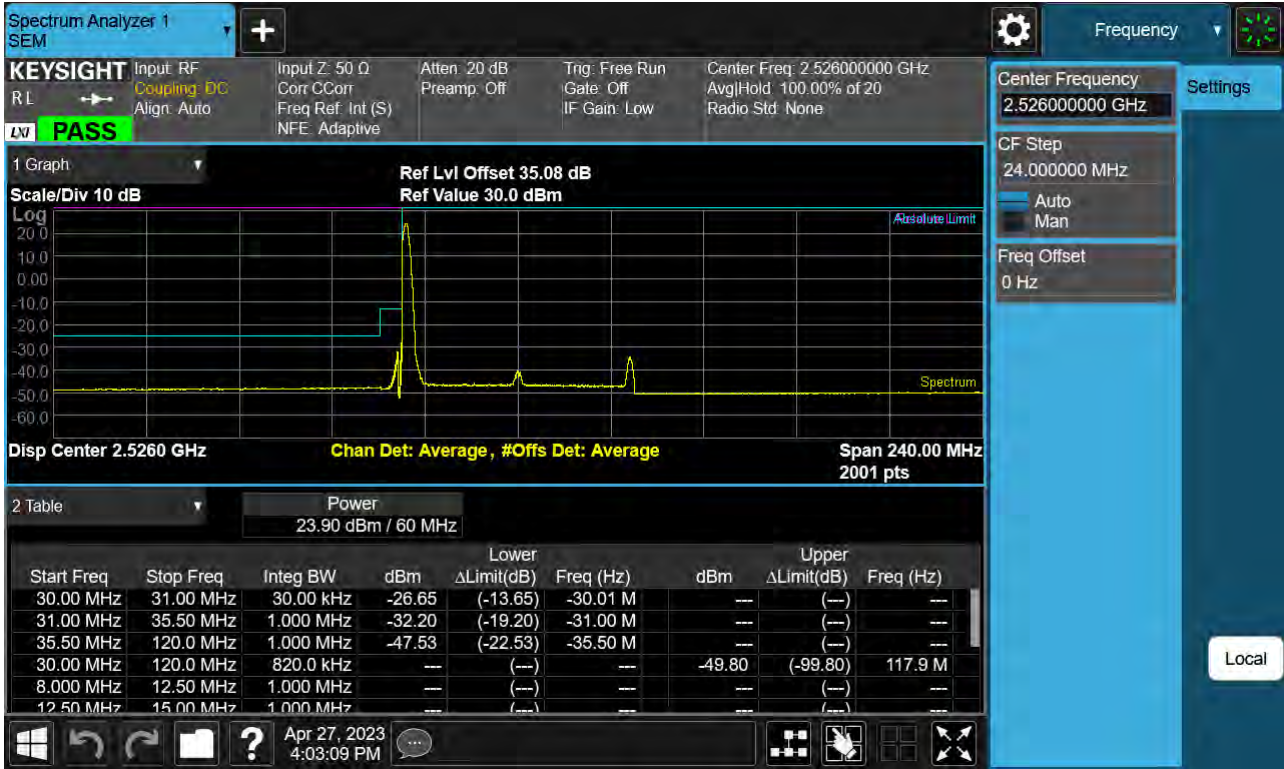 Spectrum Analyzer 1
SEM
Frequency
KEYSIGHT
R L
LXI PASS
Input: RF
Coupling: DC
Align: Auto
Input Z: 50 Ω
Corr CCorr
Freq Ref: Int (S)
NFE: Adaptive
Atten: 20 dB
Preamp: Off
Trig: Free Run
Gate: Off
IF Gain: Low
Center Freq: 2.526000000 GHz
Avg|Hold: 100.00% of 20
Radio Std: None
Center Frequency
2.526000000 GHz
Settings
CF Step
24.000000 MHz
Auto
Man
Freq Offset
0 Hz
Local
1 Graph
Scale/Div 10 dB
Ref Lvl Offset 35.08 dB
Ref Value 30.0 dBm
Log
Absolute Limit
20.0
10.0
0.00
-10.0
-20.0
-30.0
-40.0
-50.0
-60.0
Spectrum
Disp Center 2.5260 GHz
Chan Det: Average , #Offs Det: Average
Span 240.00 MHz
2001 pts
2 Table
Power
23.90 dBm / 60 MHz
Lower Upper
Start Freq Stop Freq Integ BW dBm ΔLimit(dB) Freq (Hz) dBm ΔLimit(dB) Freq (Hz)
30.00 MHz 31.00 MHz 30.00 kHz -26.65 (-13.65) -30.01 M --- (---) ---
31.00 MHz 35.50 MHz 1.000 MHz -32.20 (-19.20) -31.00 M --- (---) ---
35.50 MHz 120.0 MHz 1.000 MHz -47.53 (-22.53) -35.50 M --- (---) ---
30.00 MHz 120.0 MHz 820.0 kHz --- (---) --- -49.80 (-99.80) 117.9 M
8.000 MHz 12.50 MHz 1.000 MHz --- (---) --- --- (---) ---
12.50 MHz 15.00 MHz 1.000 MHz --- (---) --- --- (---) ---
Apr 27, 2023
4:03:09 PM